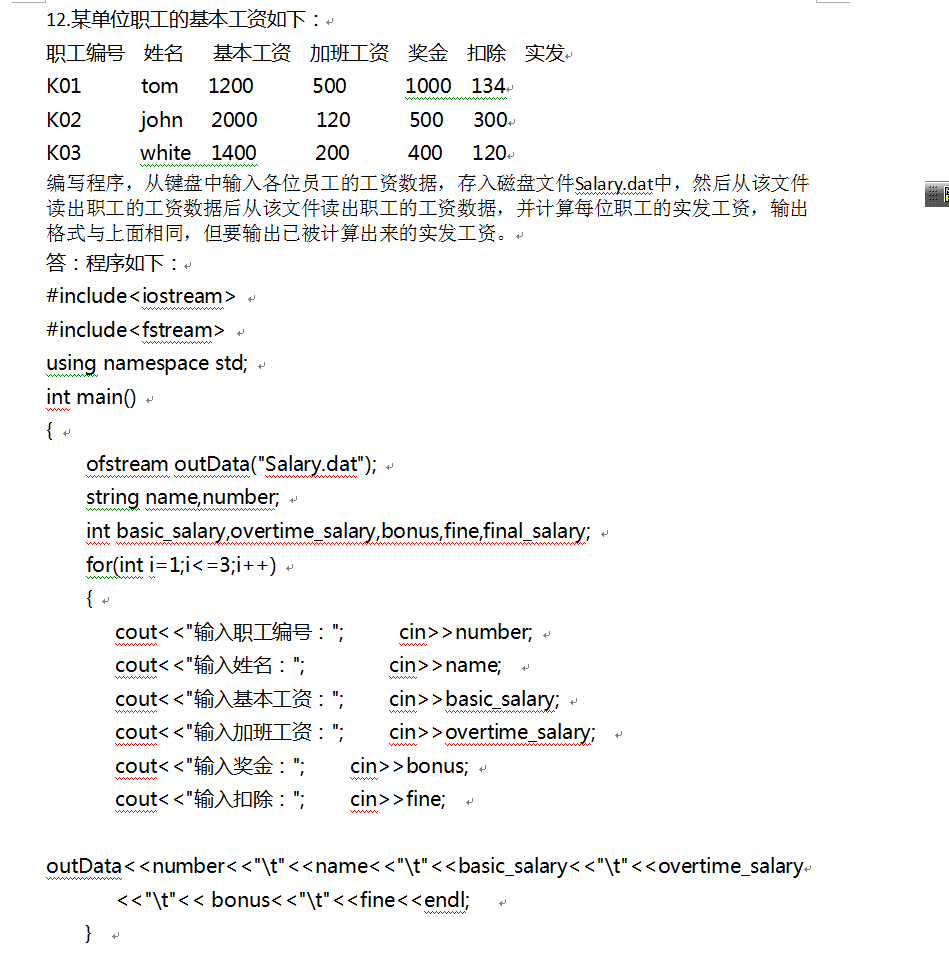 12.某单位职工的基本工资如下：
职工编号 姓名 基本工资 加班工资 奖金 扣除 实发
K01 tom 1200 500 1000 134
K02 john 2000 120 500 300
K03 white 1400 200 400 120
编写程序，从键盘中输入各位员工的工资数据，存入磁盘文件Salary.dat中，然后从该文件
读出职工的工资数据后从该文件读出职工的工资数据，并计算每位职工的实发工资，输出
格式与上面相同，但要输出已被计算出来的实发工资。
答：程序如下：
#include<iostream>
#include<fstream>
using namespace std;
int main()
{
ofstream outData("Salary.dat");
string name,number;
int basic_salary,overtime_salary,bonus,fine,final_salary;
for(int i=1;i<=3;i++)
{
cout<<"输入职工编号："; cin>>number;
cout<<"输入姓名："; cin>>name;
cout<<"输入基本工资："; cin>>basic_salary;
cout<<"输入加班工资："; cin>>overtime_salary;
cout<<"输入奖金："; cin>>bonus;
cout<<"输入扣除："; cin>>fine;
outData<<number<<"\t"<<name<<"\t"<<basic_salary<<"\t"<<overtime_salary
<<"\t"<< bonus<<"\t"<<fine<<endl;
}